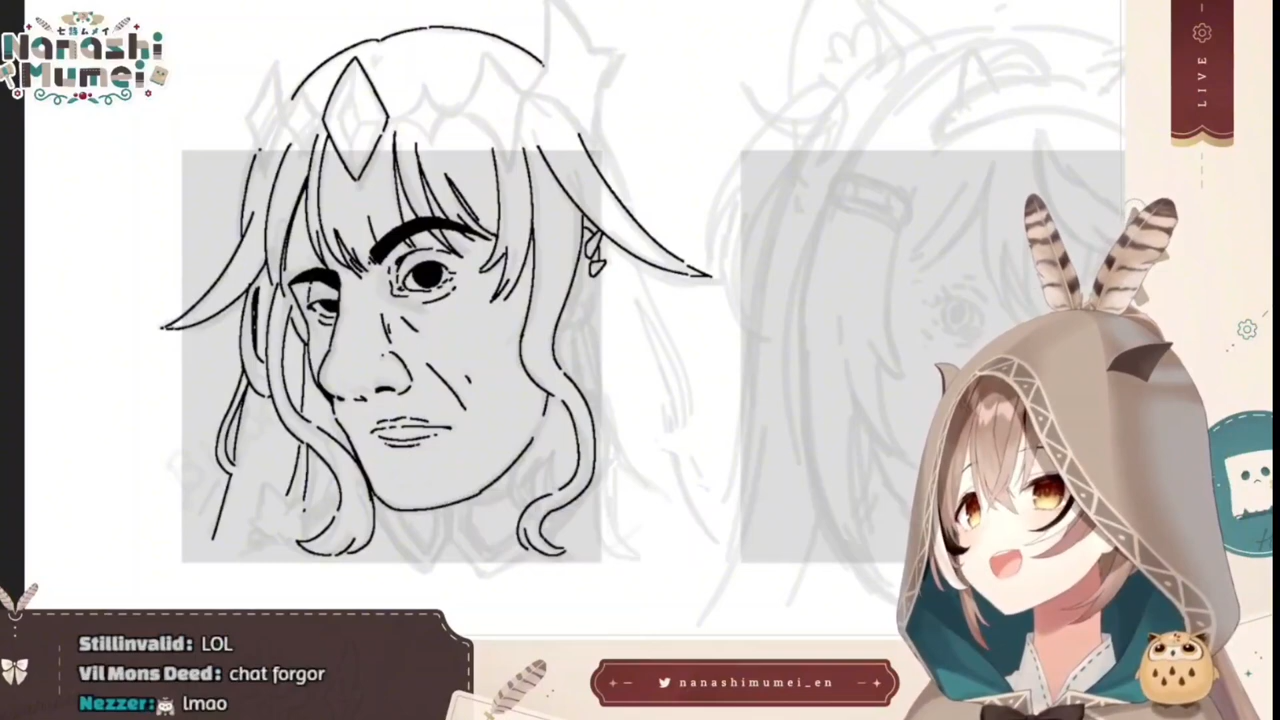 七詩ムメイ
Nanashi
Mumei
LIVE
Stillinvalid: LOL
Vil Mons Deed: chat forgor
Nezzer: lmao
nanashimumei_en